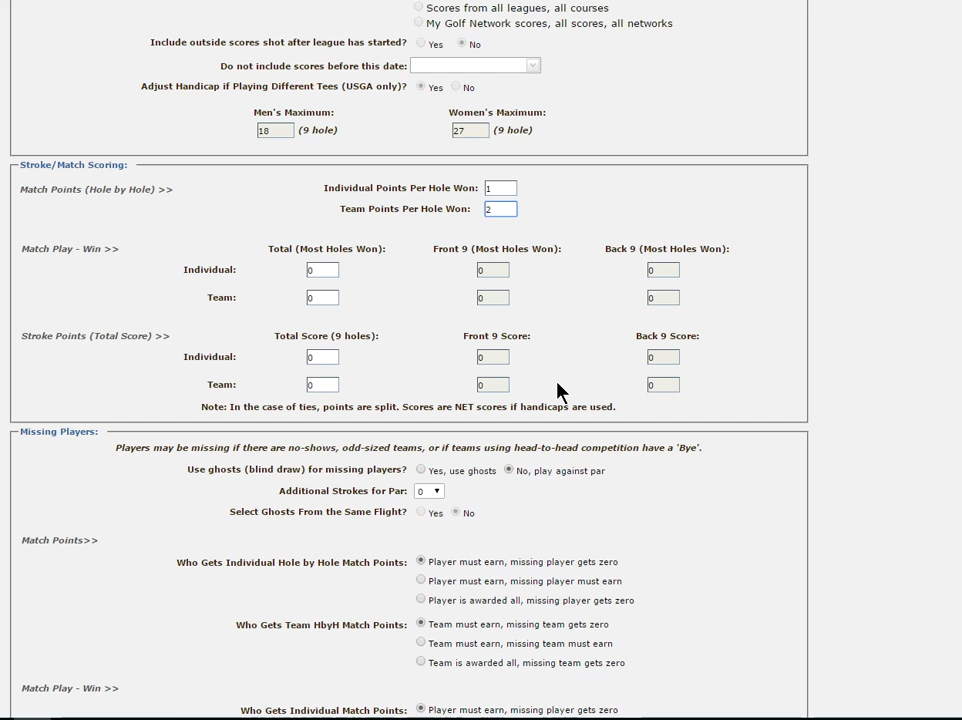 Scores from all leagues, all courses
My Golf Network scores, all scores, all networks
Include outside scores shot after league has started? Yes No
Do not include scores before this date:
Adjust Handicap if Playing Different Tees (USGA only)? Yes No
Men's Maximum: Women's Maximum:
18 (9 hole) 27 (9 hole)
Stroke/Match Scoring:
Match Points (Hole by Hole) >> Individual Points Per Hole Won: 1
Team Points Per Hole Won: 2
Match Play - Win >> Total (Most Holes Won): Front 9 (Most Holes Won): Back 9 (Most Holes Won):
Individual: 0 0 0
Team: 0 0 0
Stroke Points (Total Score) >> Total Score (9 holes): Front 9 Score: Back 9 Score:
Individual: 0 0 0
Team: 0 0 0
Note: In the case of ties, points are split. Scores are NET scores if handicaps are used.
Missing Players:
Players may be missing if there are no-shows, odd-sized teams, or if teams using head-to-head competition have a 'Bye'.
Use ghosts (blind draw) for missing players? Yes, use ghosts No, play against par
Additional Strokes for Par: 0
Select Ghosts From the Same Flight? Yes No
Match Points>>
Who Gets Individual Hole by Hole Match Points: Player must earn, missing player gets zero
Player must earn, missing player must earn
Player is awarded all, missing player gets zero
Who Gets Team HbyH Match Points: Team must earn, missing team gets zero
Team must earn, missing team must earn
Team is awarded all, missing team gets zero
Match Play - Win >>
Who Gets Individual Match Points: Player must earn, missing player gets zero